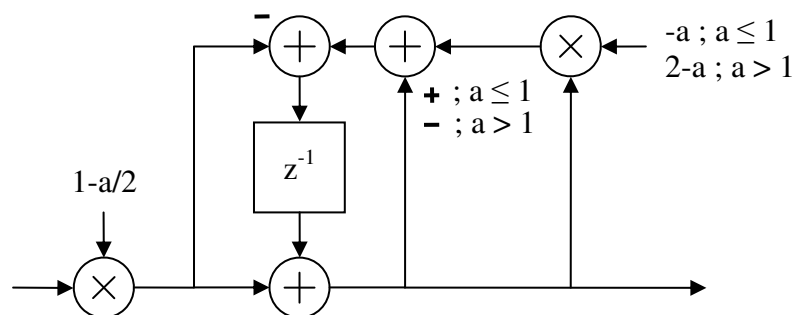 −
-a ; a ≤ 1
2-a ; a > 1
+ ; a ≤ 1
− ; a > 1
z^{-1}
1-a/2